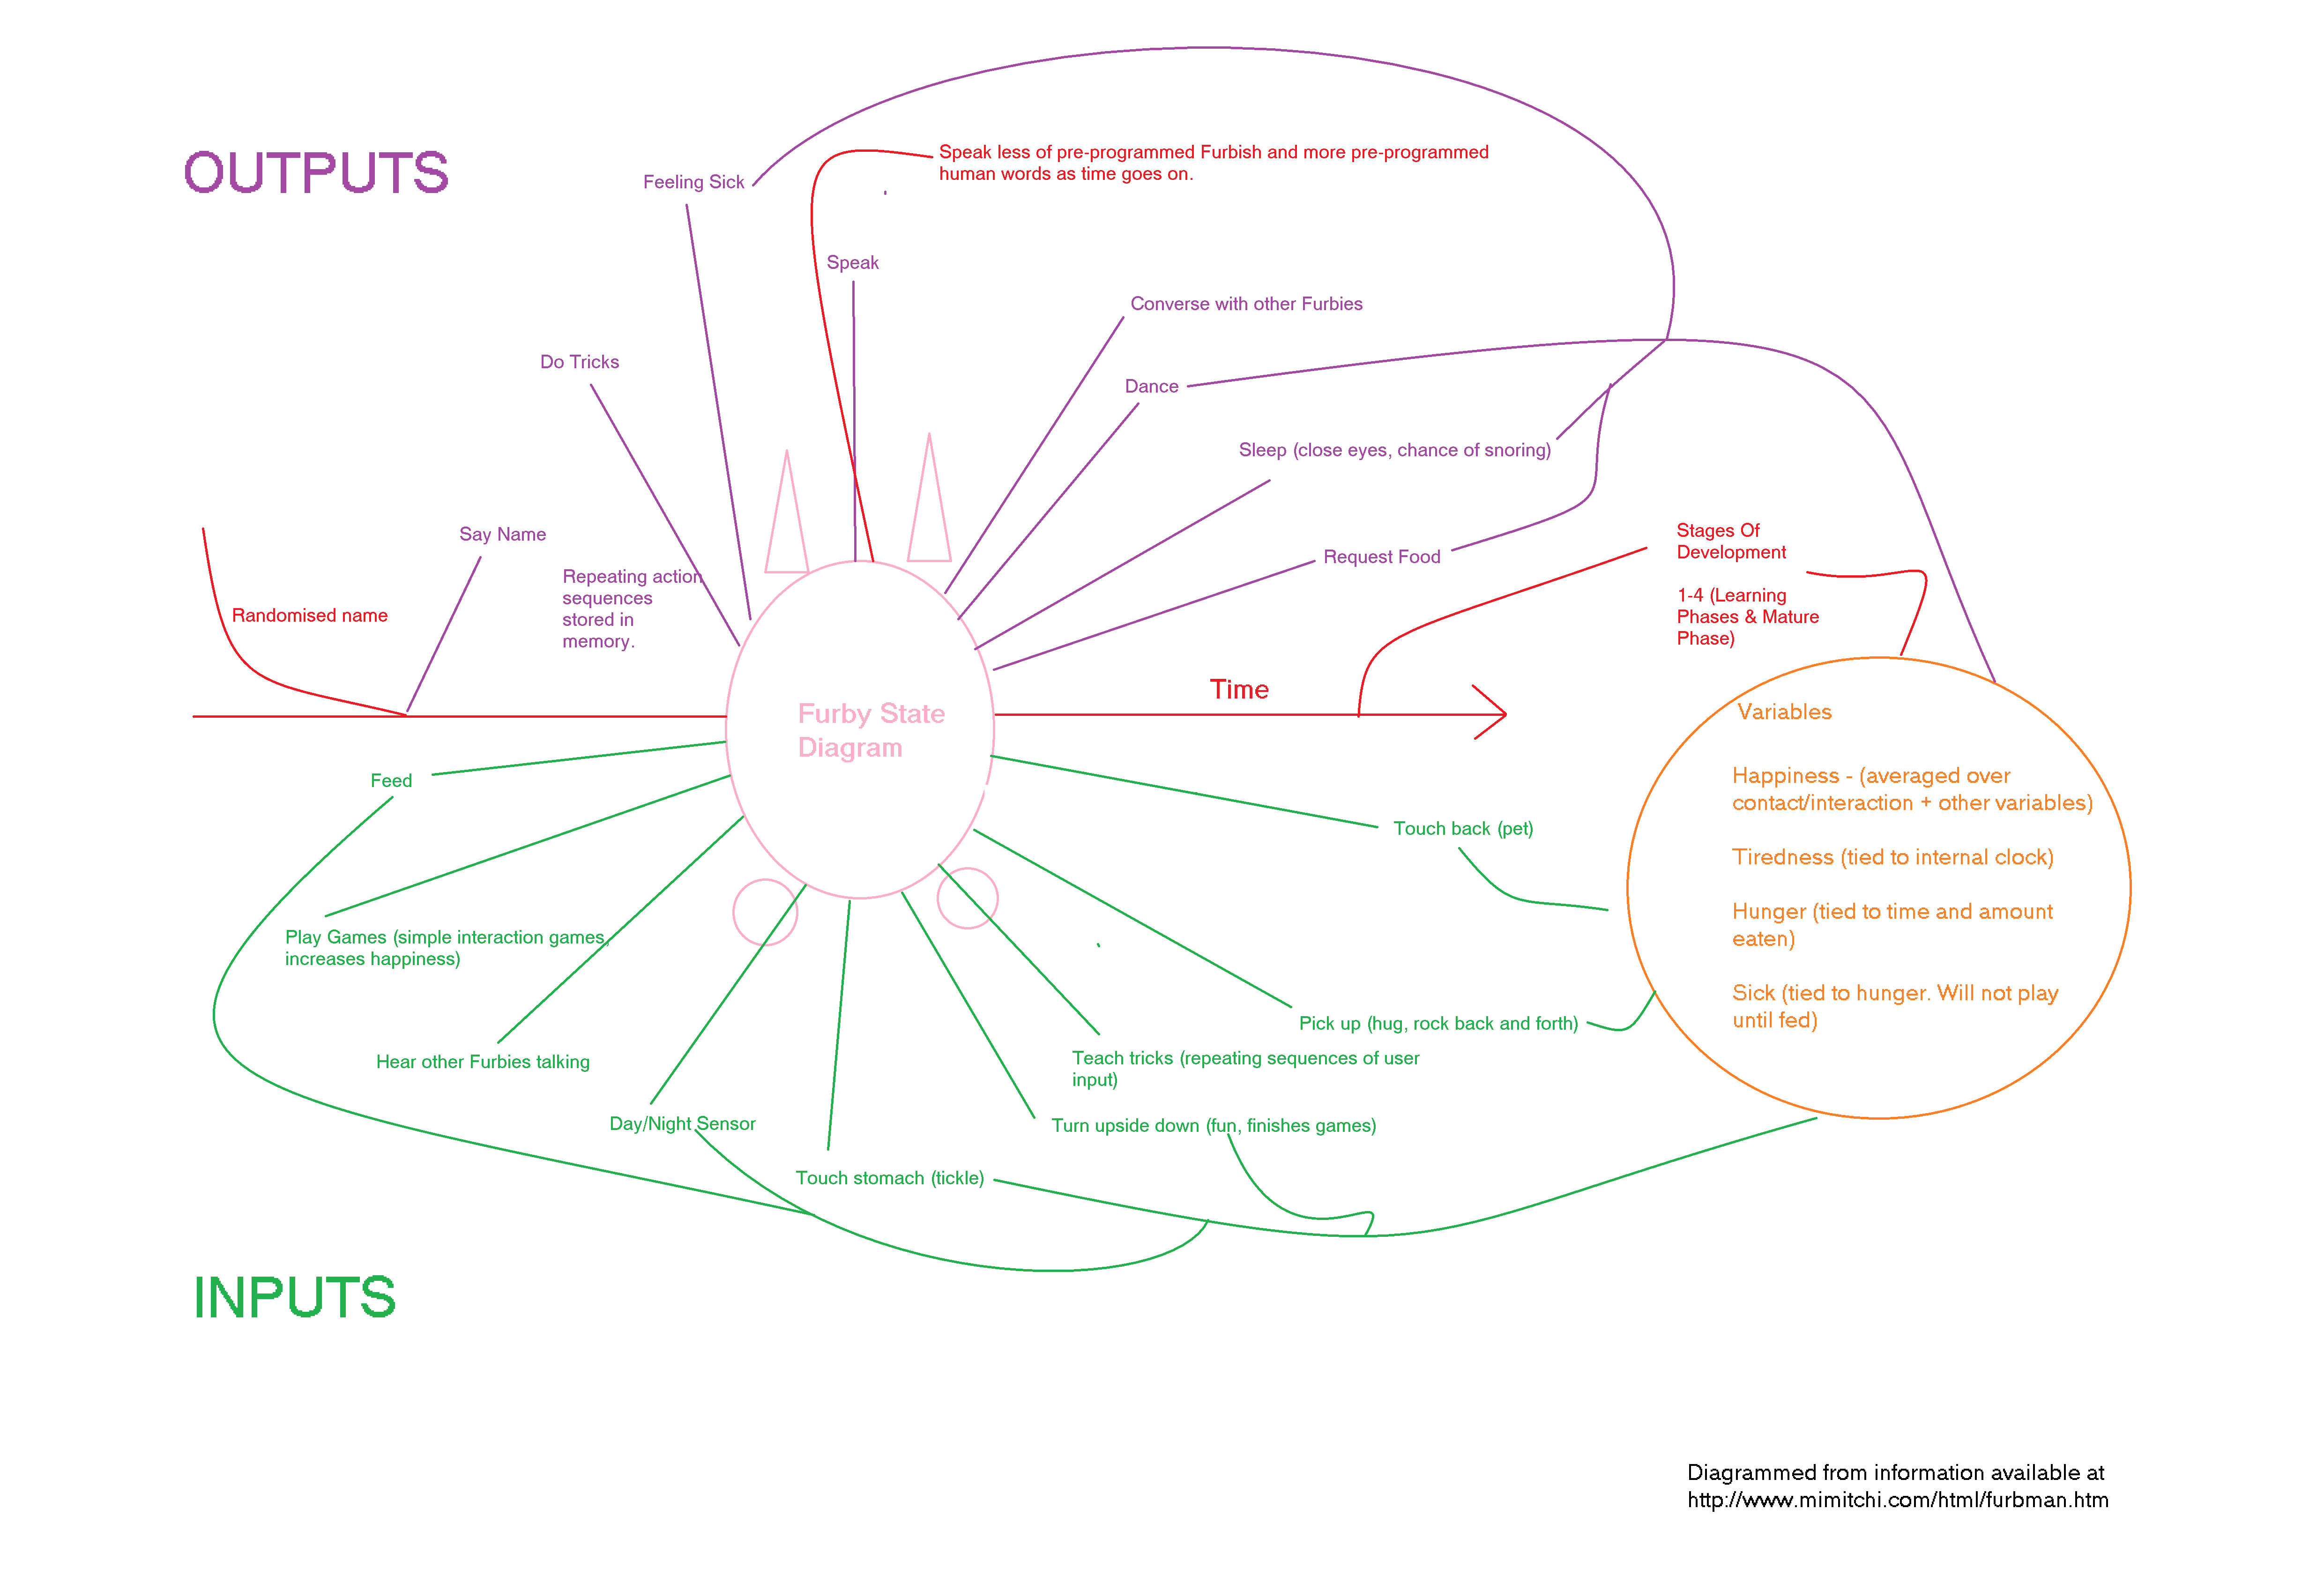 OUTPUTS
Feeling Sick
Speak less of pre-programmed Furbish and more pre-programmed
human words as time goes on.
Speak
Converse with other Furbies
Do Tricks
Dance
Sleep (close eyes, chance of snoring)
Say Name
Request Food
Repeating action
sequences
stored in
memory.
Randomised name
Stages Of
Development
1-4 (Learning
Phases & Mature
Phase)
Time
Furby State
Diagram
Variables
Happiness - (averaged over
contact/interaction + other variables)
Tiredness (tied to internal clock)
Hunger (tied to time and amount
eaten)
Sick (tied to hunger. Will not play
until fed)
Feed
Touch back (pet)
Play Games (simple interaction games,
increases happiness)
Pick up (hug, rock back and forth)
Hear other Furbies talking
Teach tricks (repeating sequences of user
input)
Day/Night Sensor
Turn upside down (fun, finishes games)
Touch stomach (tickle)
INPUTS
Diagrammed from information available at
http://www.mimitchi.com/html/furbman.htm